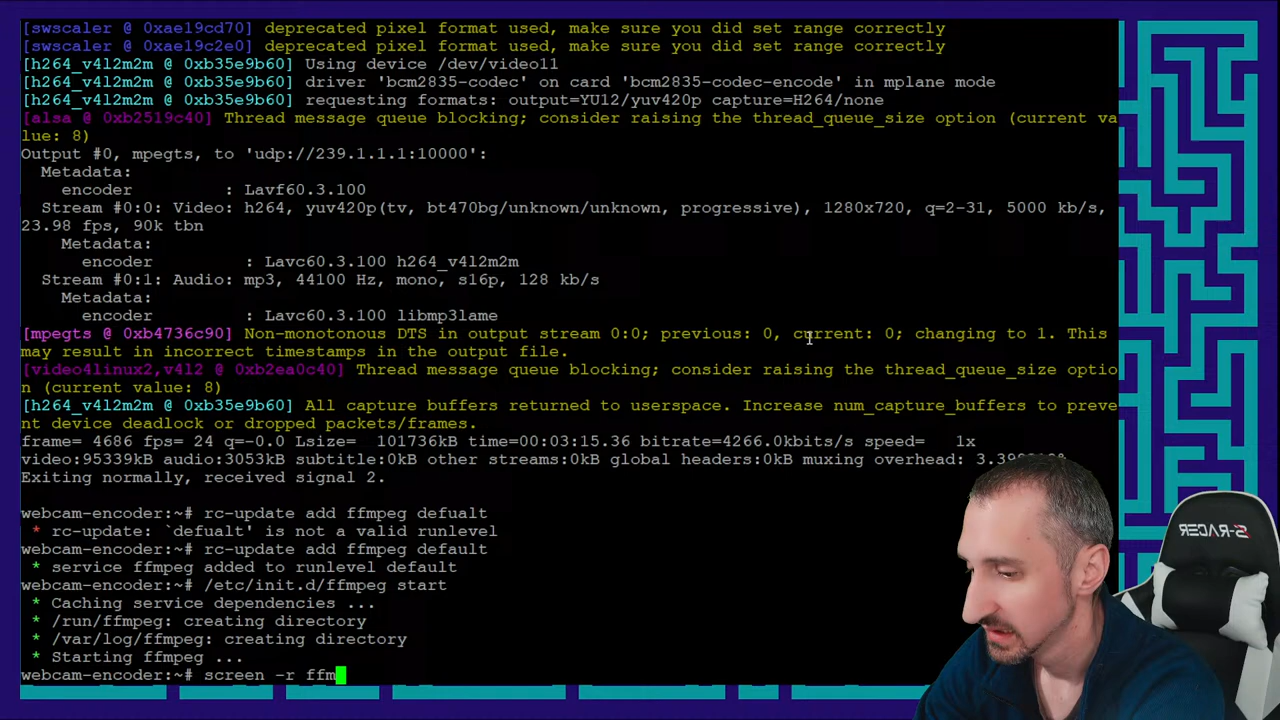 [swscaler @ 0xae19cd70] deprecated pixel format used, make sure you did set range correctly
[swscaler @ 0xae19c2e0] deprecated pixel format used, make sure you did set range correctly
[h264_v4l2m2m @ 0xb35e9b60] Using device /dev/video11
[h264_v4l2m2m @ 0xb35e9b60] driver 'bcm2835-codec' on card 'bcm2835-codec-encode' in mplane mode
[h264_v4l2m2m @ 0xb35e9b60] requesting formats: output=YU12/yuv420p capture=H264/none
[alsa @ 0xb2519c40] Thread message queue blocking; consider raising the thread_queue_size option (current va
lue: 8)
Output #0, mpegts, to 'udp://239.1.1.1:10000':
Metadata:
encoder : Lavf60.3.100
Stream #0:0: Video: h264, yuv420p(tv, bt470bg/unknown/unknown, progressive), 1280x720, q=2-31, 5000 kb/s,
23.98 fps, 90k tbn
Metadata:
encoder : Lavc60.3.100 h264_v4l2m2m
Stream #0:1: Audio: mp3, 44100 Hz, mono, s16p, 128 kb/s
Metadata:
encoder : Lavc60.3.100 libmp3lame
[mpegts @ 0xb4736c90] Non-monotonous DTS in output stream 0:0; previous: 0, current: 0; changing to 1. This
may result in incorrect timestamps in the output file.
[video4linux2,v4l2 @ 0xb2ea0c40] Thread message queue blocking; consider raising the thread_queue_size optio
n (current value: 8)
[h264_v4l2m2m @ 0xb35e9b60] All capture buffers returned to userspace. Increase num_capture_buffers to preve
nt device deadlock or dropped packets/frames.
frame= 4686 fps= 24 q=-0.0 Lsize= 101736kB time=00:03:15.36 bitrate=4266.0kbits/s speed= 1x
video:95339kB audio:3053kB subtitle:0kB other streams:0kB global headers:0kB muxing overhead:
Exiting normally, received signal 2.
webcam-encoder:~# rc-update add ffmpeg defualt
* rc-update: `defualt' is not a valid runlevel
webcam-encoder:~# rc-update add ffmpeg default
* service ffmpeg added to runlevel default
webcam-encoder:~# /etc/init.d/ffmpeg start
* Caching service dependencies ...
* /run/ffmpeg: creating directory
* /var/log/ffmpeg: creating directory
* Starting ffmpeg ...
webcam-encoder:~# screen -r ffm
S-RACER